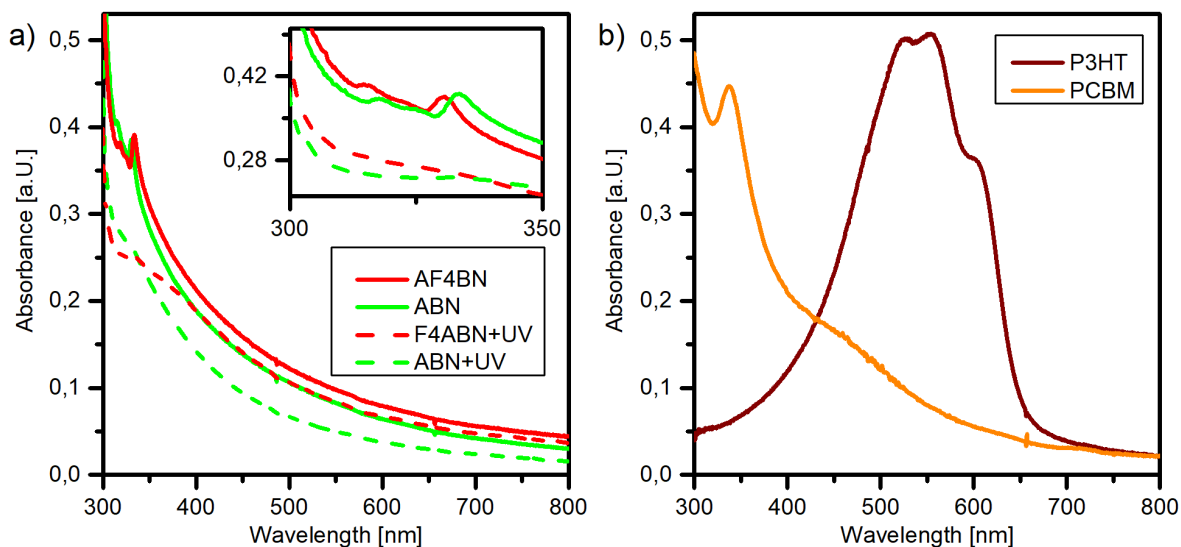 a)
0,5
0,4
0,3
0,2
0,1
0,0
Absorbance [a.U.]
300 400 500 600 700 800
Wavelength [nm]
0,42
0,28
300 350
AF4BN
ABN
F4ABN+UV
ABN+UV
b)
0,5
0,4
0,3
0,2
0,1
0,0
Absorbance [a.U.]
300 400 500 600 700 800
Wavelength [nm]
P3HT
PCBM